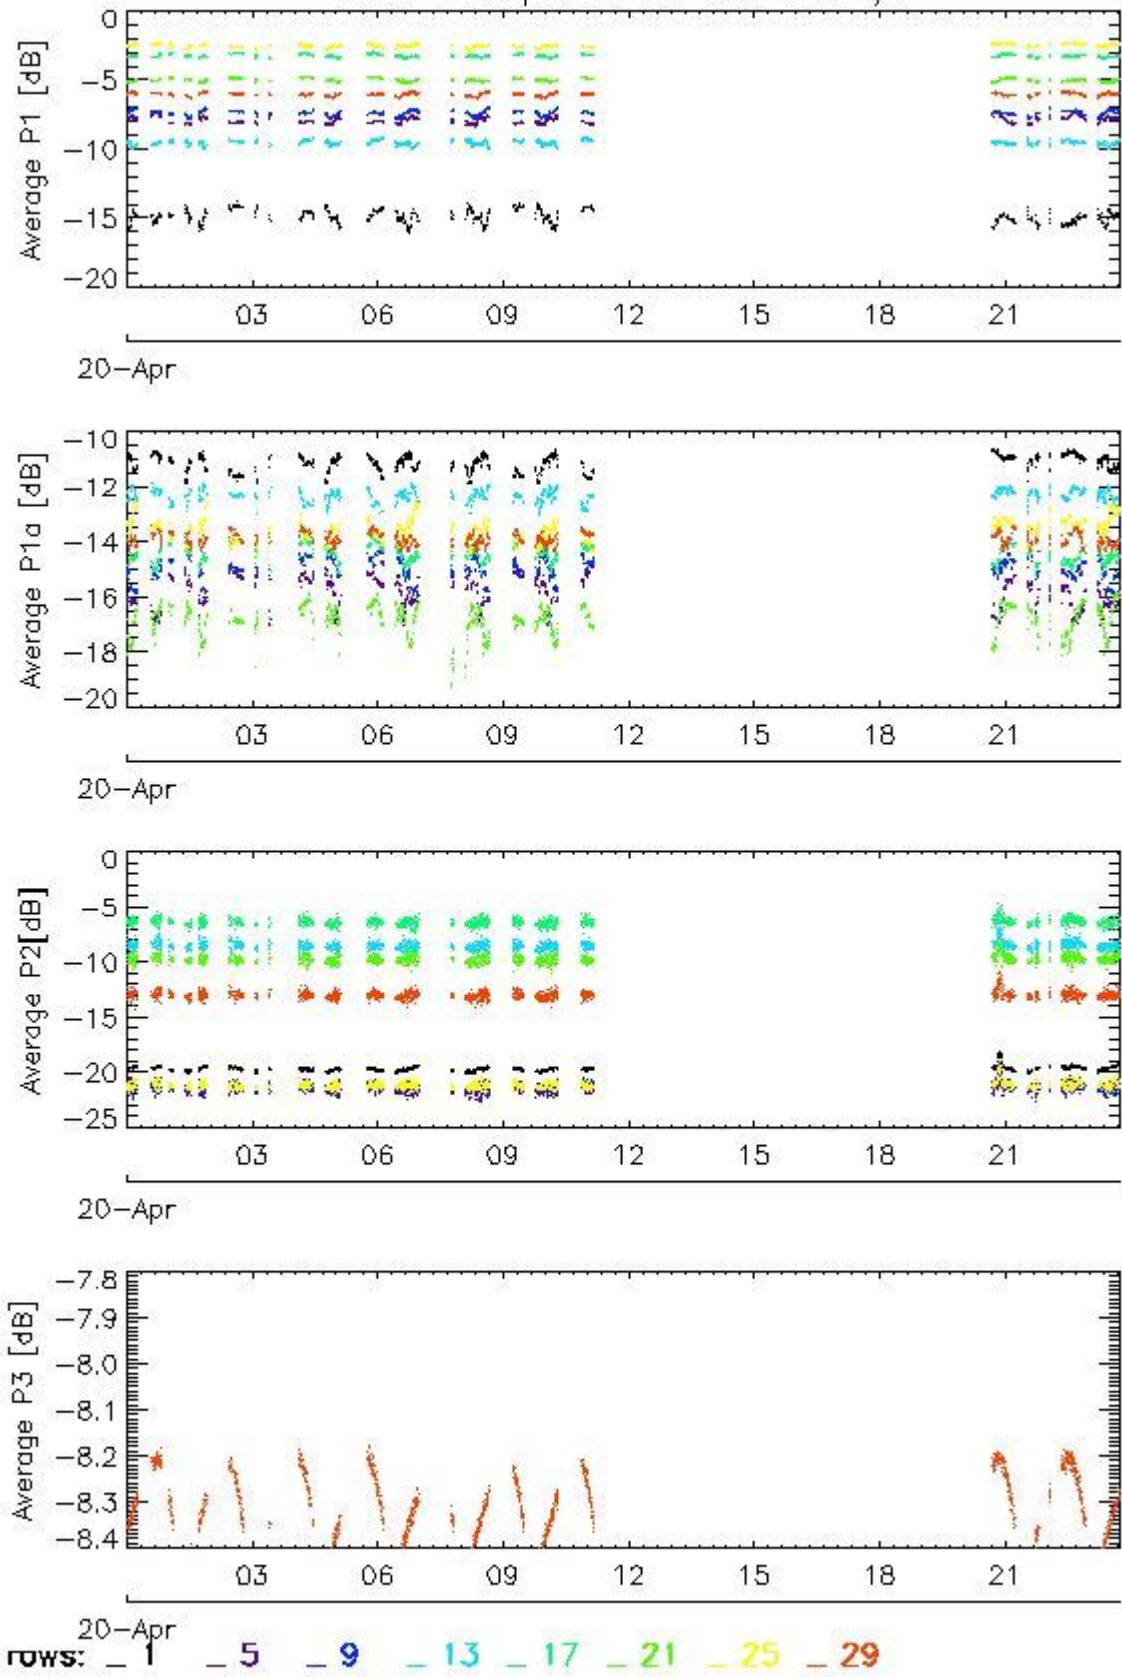 0
−5
−10
−15
−20
Average P1 [dB]
03 06 09 12 15 18 21
20−Apr
−10
−12
−14
−16
−18
−20
Average P1a [dB]
03 06 09 12 15 18 21
20−Apr
0
−5
−10
−15
−20
−25
Average P2[dB]
03 06 09 12 15 18 21
20−Apr
−7.8
−7.9
−8.0
−8.1
−8.2
−8.3
−8.4
Average P3 [dB]
03 06 09 12 15 18 21
20−Apr
rows: _ 1 _ 5 _ 9 _ 13 _ 17 _ 21 _ 25 _ 29